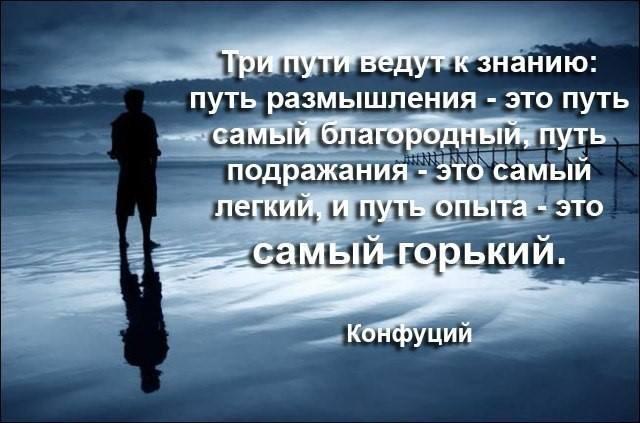 Три пути ведут к знанию:
путь размышления - это путь
самый благородный, путь
подражания - это самый
легкий, и путь опыта - это
самый горький.
Конфуций